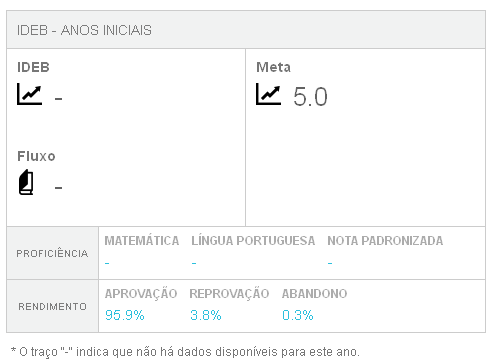 IDEB - ANOS INICIAIS
IDEB
-
Meta
5.0
Fluxo
-
PROFICIÊNCIA
MATEMÁTICA LÍNGUA PORTUGUESA NOTA PADRONIZADA
- - -
RENDIMENTO
APROVAÇÃO REPROVAÇÃO ABANDONO
95.9% 3.8% 0.3%
* O traço "-" indica que não há dados disponíveis para este ano.